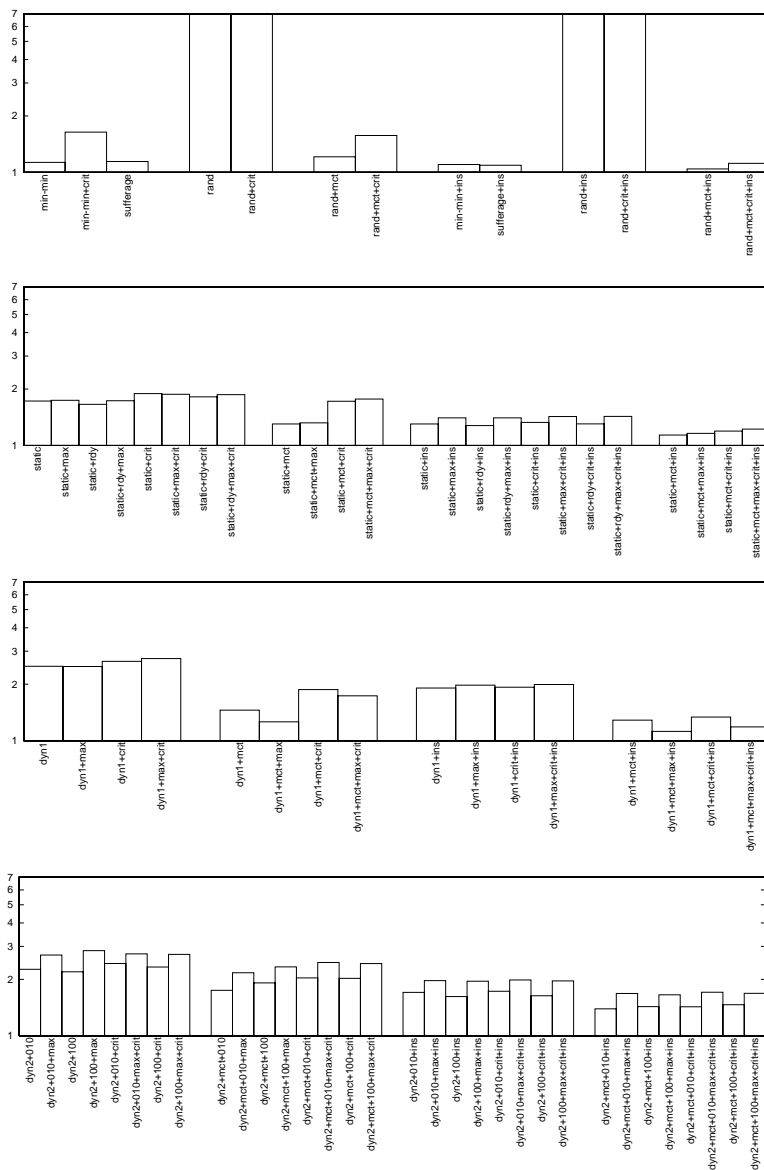 7
6
5
4
3
2
1
min-min
min-min+crit
sufferage
rand
rand+crit
rand+mct
rand+mct+crit
min-min+ins
sufferage+ins
rand+ins
rand+crit+ins
rand+mct+ins
rand+mct+crit+ins
7
6
5
4
3
2
1
static
static+max
static+rdy
static+rdy+max
static+crit
static+max+crit
static+rdy+crit
static+rdy+max+crit
static+mct
static+mct+max
static+mct+crit
static+mct+max+crit
static+ins
static+max+ins
static+rdy+ins
static+rdy+max+ins
static+crit+ins
static+max+crit+ins
static+rdy+crit+ins
static+rdy+max+crit+ins
static+mct+ins
static+mct+max+ins
static+mct+crit+ins
static+mct+max+crit+ins
7
6
5
4
3
2
1
dyn1
dyn1+max
dyn1+crit
dyn1+max+crit
dyn1+mct
dyn1+mct+max
dyn1+mct+crit
dyn1+mct+max+crit
dyn1+ins
dyn1+max+ins
dyn1+crit+ins
dyn1+max+crit+ins
dyn1+mct+ins
dyn1+mct+max+ins
dyn1+mct+crit+ins
dyn1+mct+max+crit+ins
7
6
5
4
3
2
1
dyn2+010
dyn2+010+max
dyn2+100
dyn2+100+max
dyn2+010+crit
dyn2+010+max+crit
dyn2+100+crit
dyn2+100+max+crit
dyn2+mct+010
dyn2+mct+010+max
dyn2+mct+100
dyn2+mct+100+max
dyn2+mct+010+crit
dyn2+mct+010+max+crit
dyn2+mct+100+crit
dyn2+mct+100+max+crit
dyn2+010+ins
dyn2+010+max+ins
dyn2+100+ins
dyn2+100+max+ins
dyn2+010+crit+ins
dyn2+010+max+crit+ins
dyn2+100+crit+ins
dyn2+100+max+crit+ins
dyn2+mct+010+ins
dyn2+mct+010+max+ins
dyn2+mct+100+ins
dyn2+mct+100+max+ins
dyn2+mct+010+crit+ins
dyn2+mct+010+max+crit+ins
dyn2+mct+100+crit+ins
dyn2+mct+100+max+crit+ins